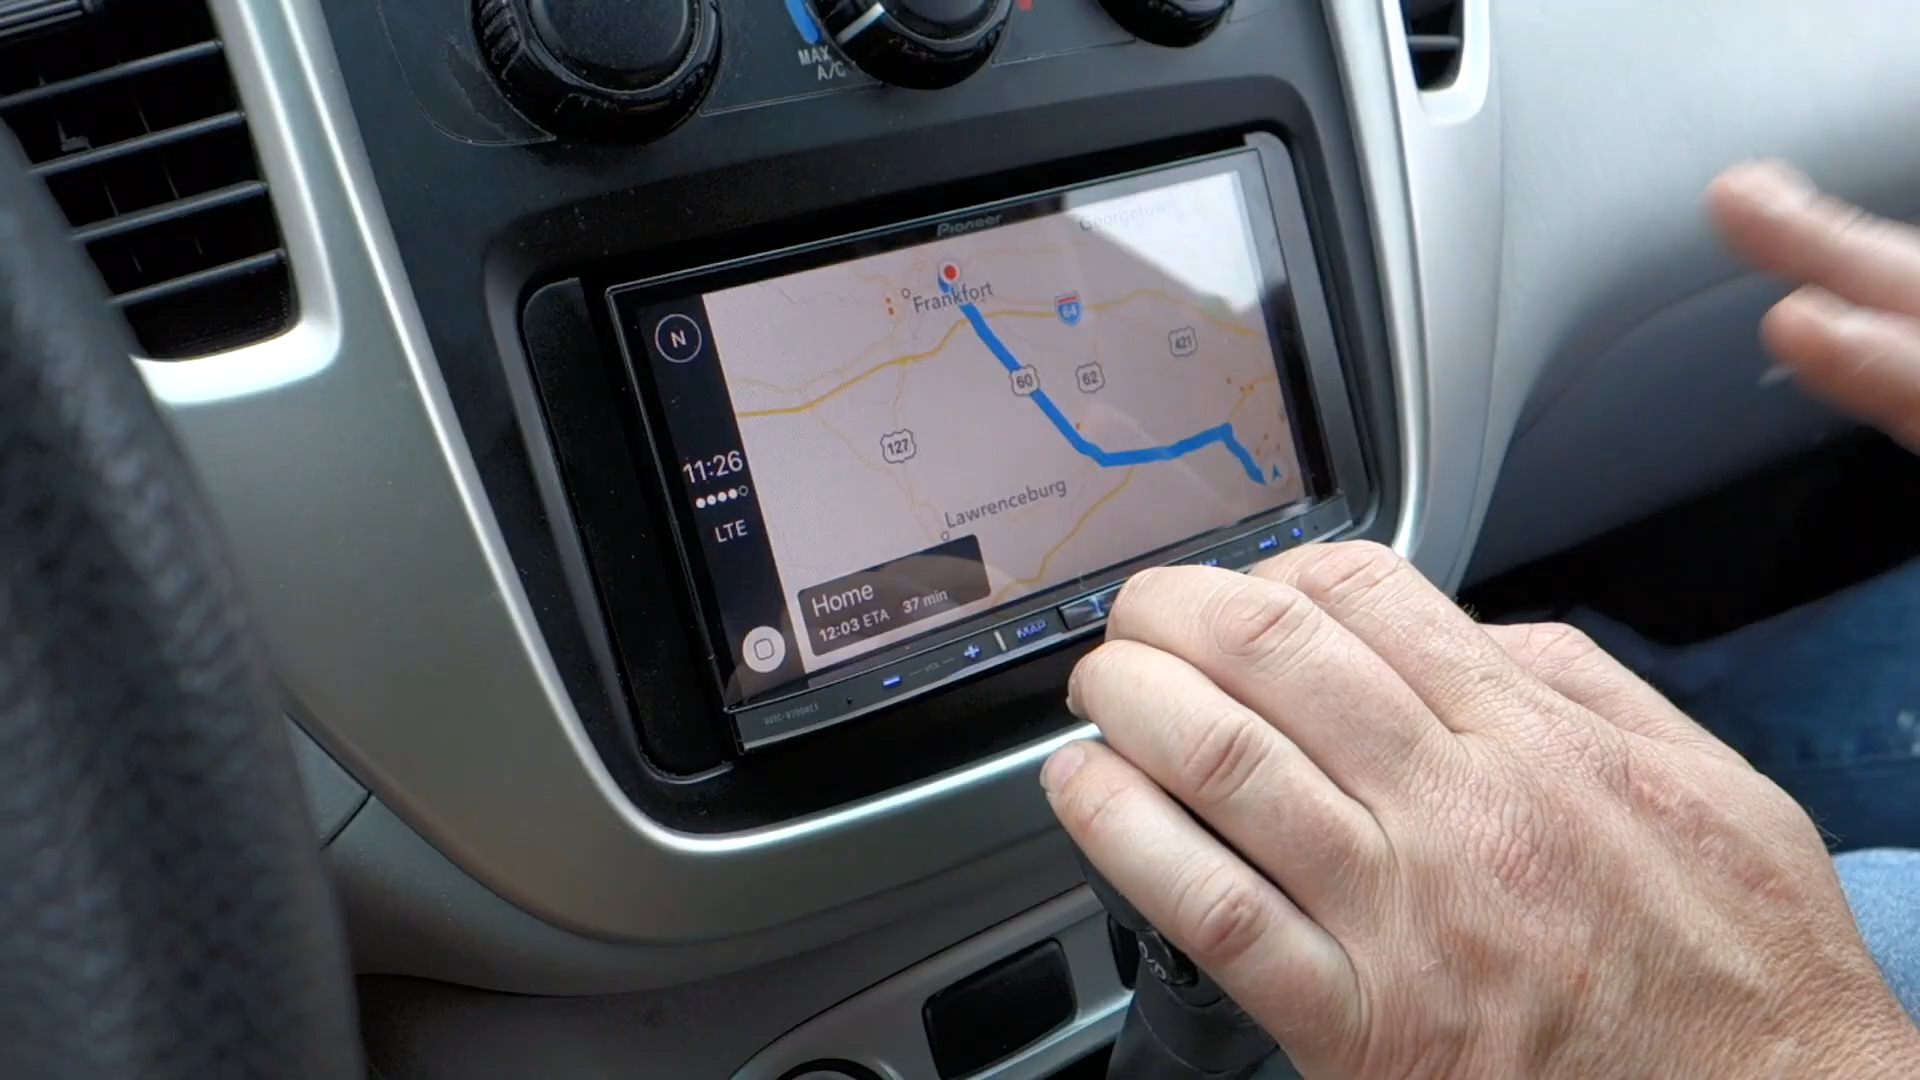 MAX
A/C
Pioneer
Georgetown
N
Frankfort
64
421
60
62
127
11:26
LTE
Lawrenceburg
Home
12:03 ETA 37 min
VOL
MAP